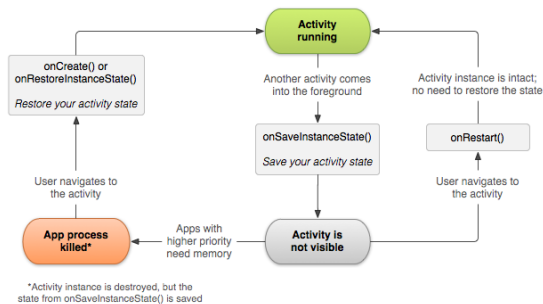 Activity
running
onCreate() or
onRestoreInstanceState()
Restore your activity state
Another activity comes
into the foreground
Activity instance is intact;
no need to restore the state
onSaveInstanceState()
Save your activity state
onRestart()
User navigates to
the activity
User navigates to
the activity
App process
killed*
Apps with
higher priority
need memory
Activity is
not visible
*Activity instance is destroyed, but the
state from onSaveInstanceState() is saved